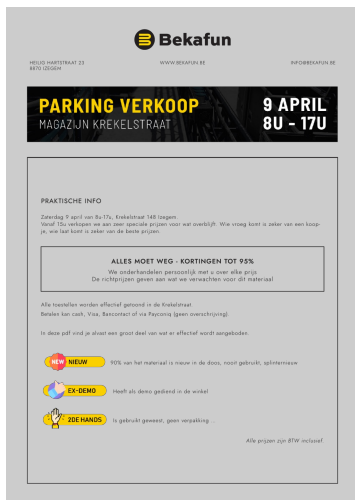 Bekafun
HEILIG HARTSTRAAT 23
8870 IZEGEM
WWW.BEKAFUN.BE
INFO@BEKAFUN.BE
PARKING VERKOOP
MAGAZIJN KREKELSTRAAT
9 APRIL
8U - 17U
PRAKTISCHE INFO
Zaterdag 9 april van 8u-17u, Krekelstraat 148 Izegem.
Vanaf 15u verkopen we aan zeer speciale prijzen wat overblijft. Wie vroeg komt is zeker van een koop-
je, wie laat komt is zeker van de beste prijzen.
ALLES MOET WEG - KORTINGEN TOT 95%
We onderhandelen persoonlijk met u over elke prijs
De richtprijzen geven aan wat we verwachten voor dit materiaal
Alle toestellen worden effectief getoond in de Krekelstraat.
Betalen kan cash, Visa, Bancontact of via Payconiq (geen overschrijving).
In deze pdf vind je alvast een groot deel van wat er effectief wordt aangeboden:
NEW NIEUW 90% van het materiaal is nieuw in de doos, nooit gebruikt, splinternieuw
EX-DEMO Heeft als demo gediend in de winkel
2DE HANDS Is gebruikt geweest, geen verpakking ...
Alle prijzen zijn BTW inclusief.